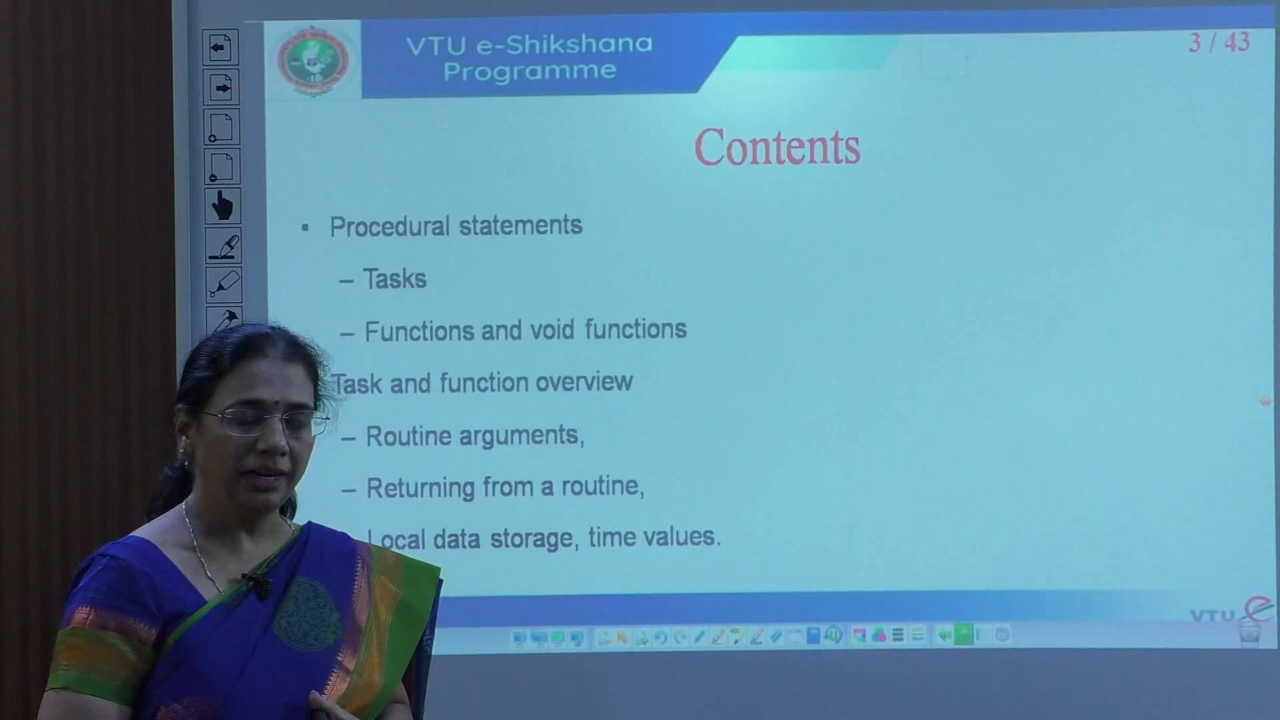 VTU e-Shikshana
Programme
3 / 43
Contents
▪ Procedural statements
– Tasks
– Functions and void functions
Task and function overview
– Routine arguments,
– Returning from a routine,
Local data storage, time values.
VTU e